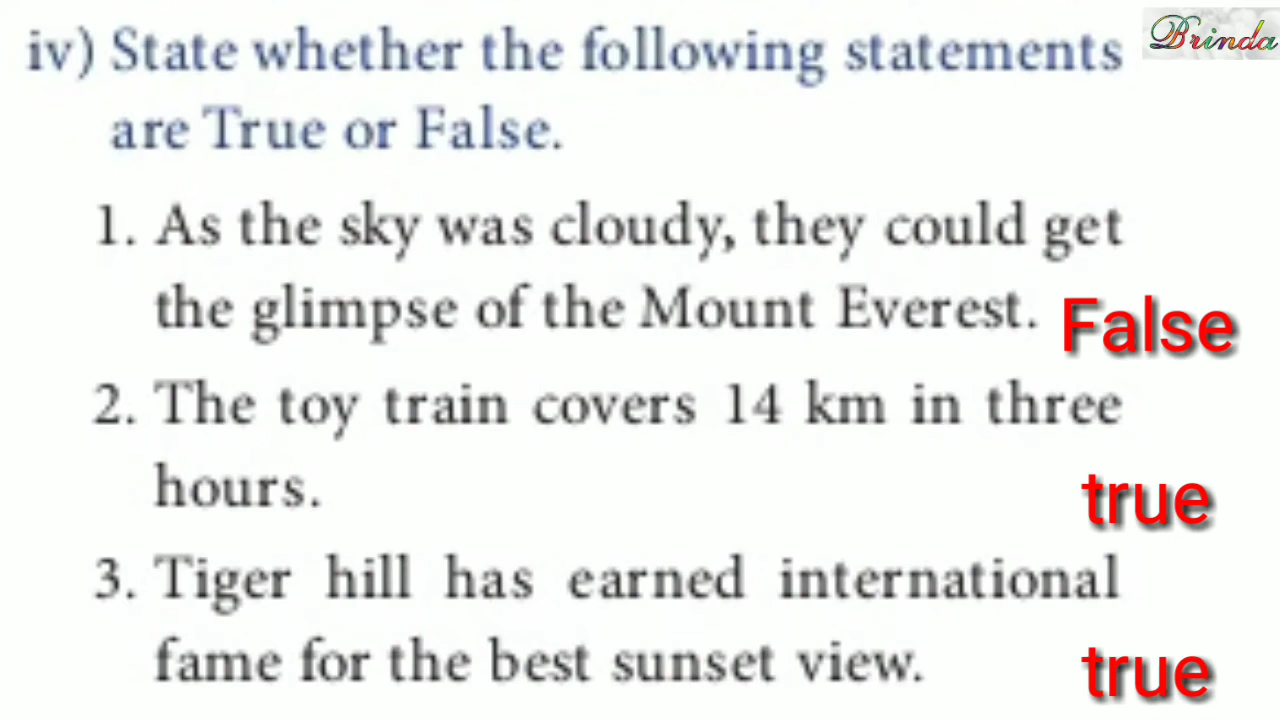 Brinda
iv) State whether the following statements
are True or False.
1. As the sky was cloudy, they could get
the glimpse of the Mount Everest. False
2. The toy train covers 14 km in three
hours. true
3. Tiger hill has earned international
fame for the best sunset view. true